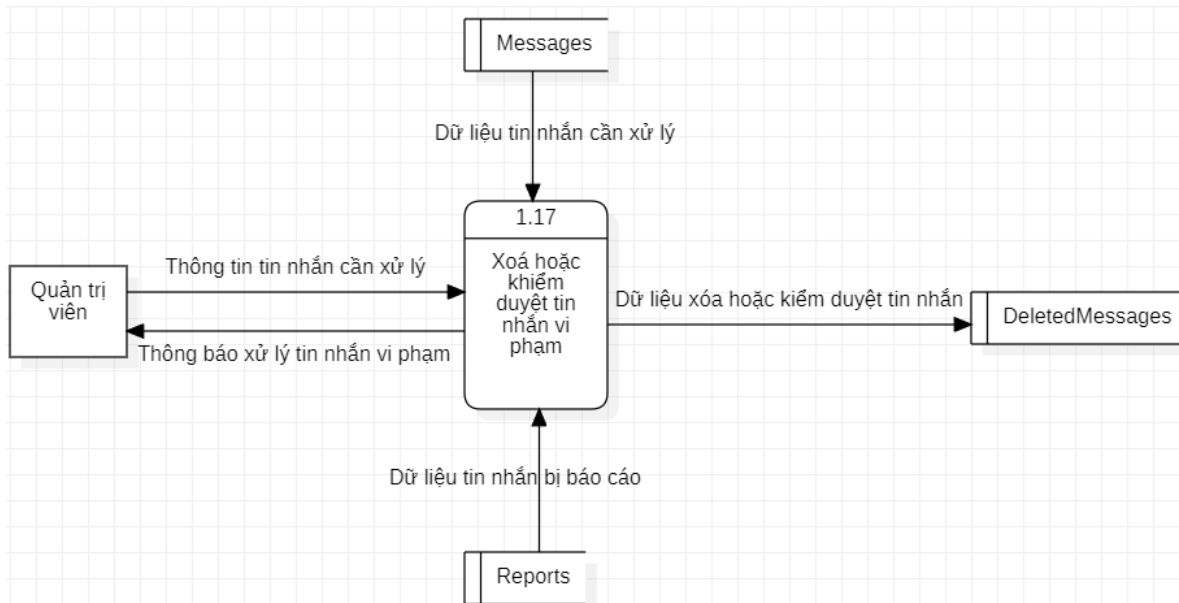 Messages
Dữ liệu tin nhắn cần xử lý
1.17
Xoá hoặc
khiểm
duyệt tin
nhắn vi
phạm
Thông tin tin nhắn cần xử lý
Quản trị
viên
Thông báo xử lý tin nhắn vi phạm
Dữ liệu xóa hoặc kiểm duyệt tin nhắn
DeletedMessages
Dữ liệu tin nhắn bị báo cáo
Reports